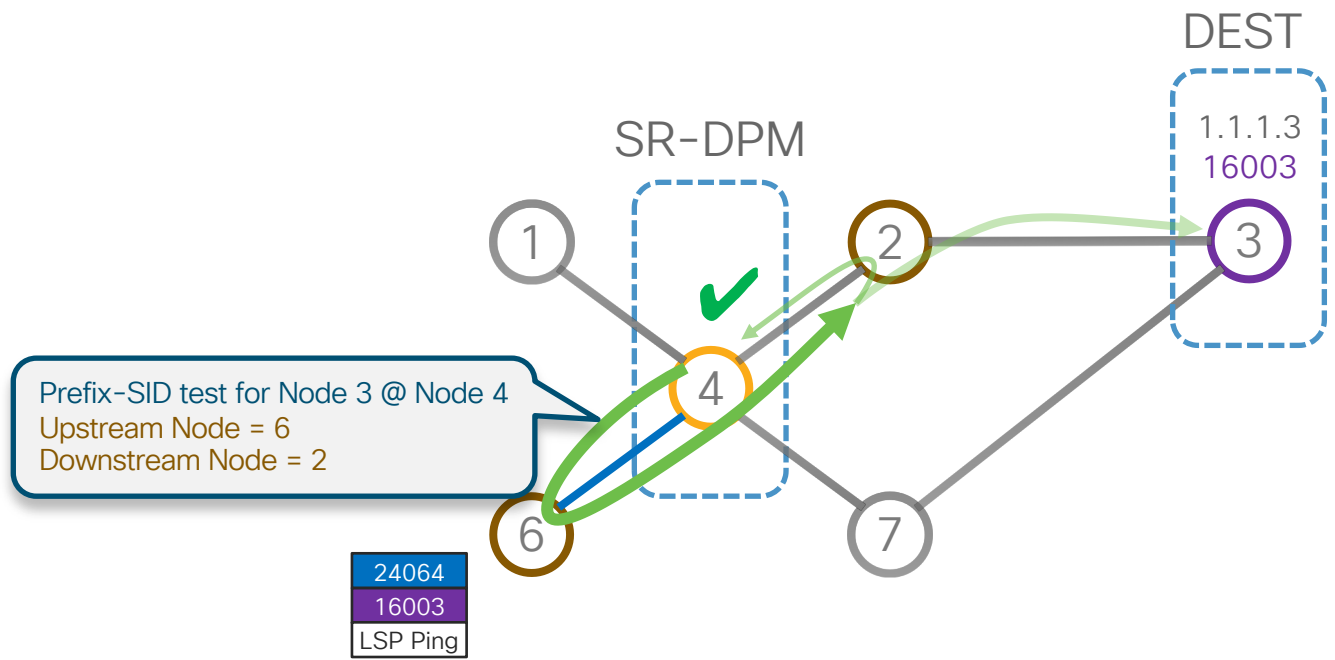 DEST
1.1.1.3
16003
SR-DPM
1
2
3
4
Prefix-SID test for Node 3 @ Node 4
Upstream Node = 6
Downstream Node = 2
6
7
24064
16003
LSP Ping